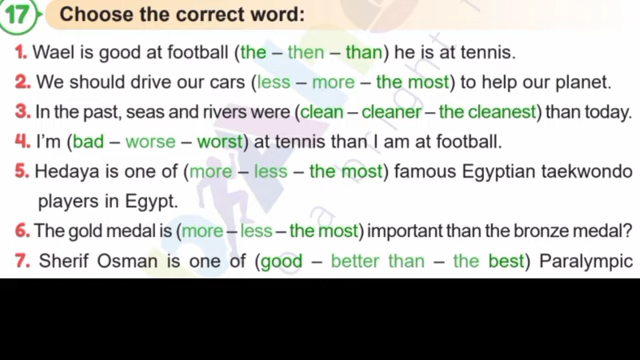 17 Choose the correct word:
1. Wael is good at football (the – then – than) he is at tennis.
2. We should drive our cars (less – more – the most) to help our planet.
3. In the past, seas and rivers were (clean – cleaner – the cleanest) than today.
4. I'm (bad – worse – worst) at tennis than I am at football.
5. Hedaya is one of (more – less – the most) famous Egyptian taekwondo
players in Egypt.
6. The gold medal is (more – less – the most) important than the bronze medal?
7. Sherif Osman is one of (good – better than – the best) Paralympic